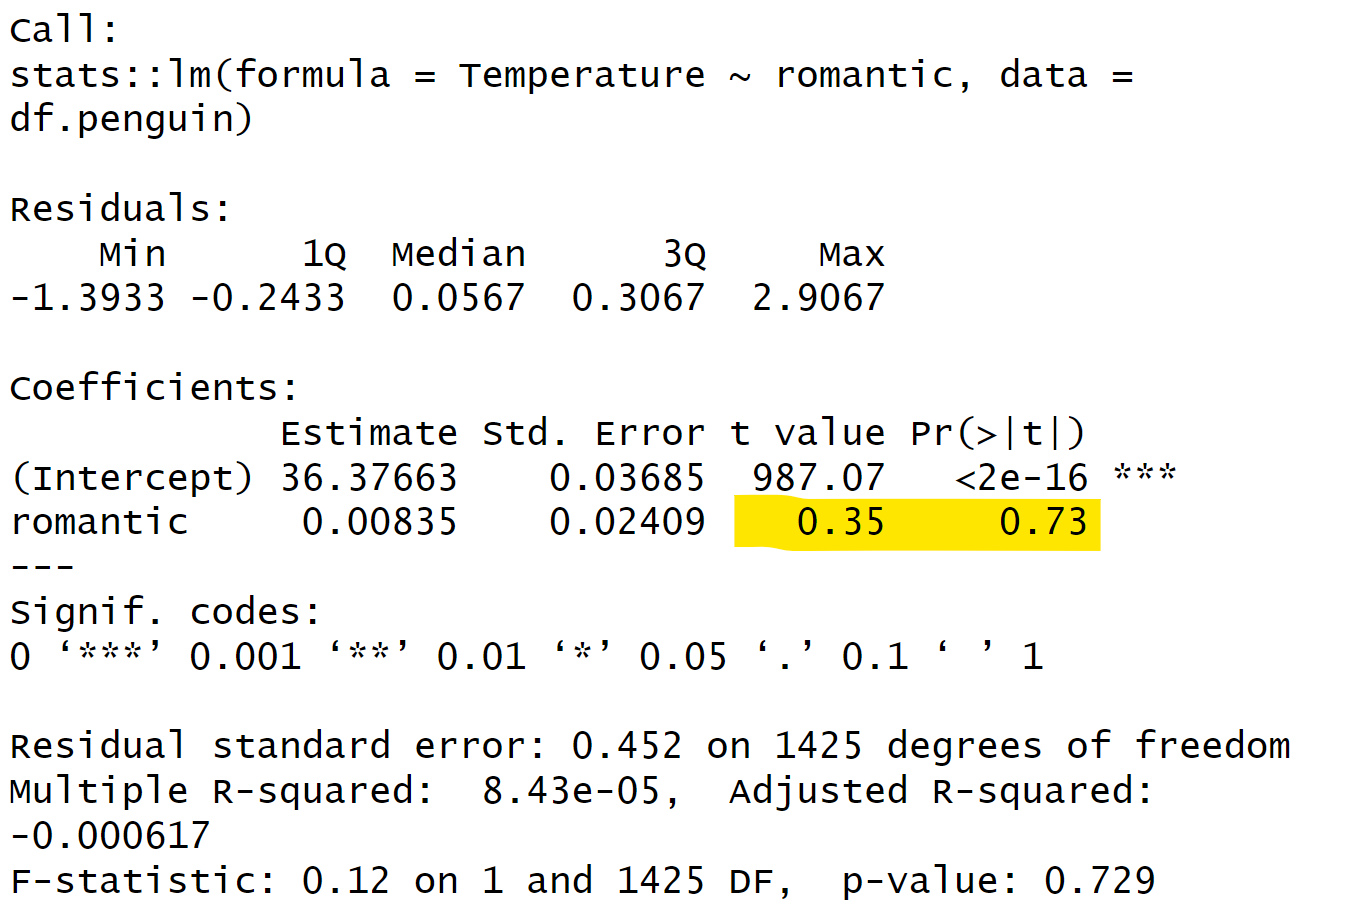 Call:
stats::lm(formula = Temperature ~ romantic, data =
df.penguin)
Residuals:
    Min      1Q  Median      3Q     Max
-1.3933 -0.2433  0.0567  0.3067  2.9067
Coefficients:
            Estimate Std. Error t value Pr(>|t|)
(Intercept) 36.37663    0.03685  987.07   <2e-16 ***
romantic     0.00835    0.02409    0.35     0.73
---
Signif. codes:
0 ‘***’ 0.001 ‘**’ 0.01 ‘*’ 0.05 ‘.’ 0.1 ‘ ’ 1
Residual standard error: 0.452 on 1425 degrees of freedom
Multiple R-squared:  8.43e-05,  Adjusted R-squared:
-0.000617
F-statistic: 0.12 on 1 and 1425 DF,  p-value: 0.729